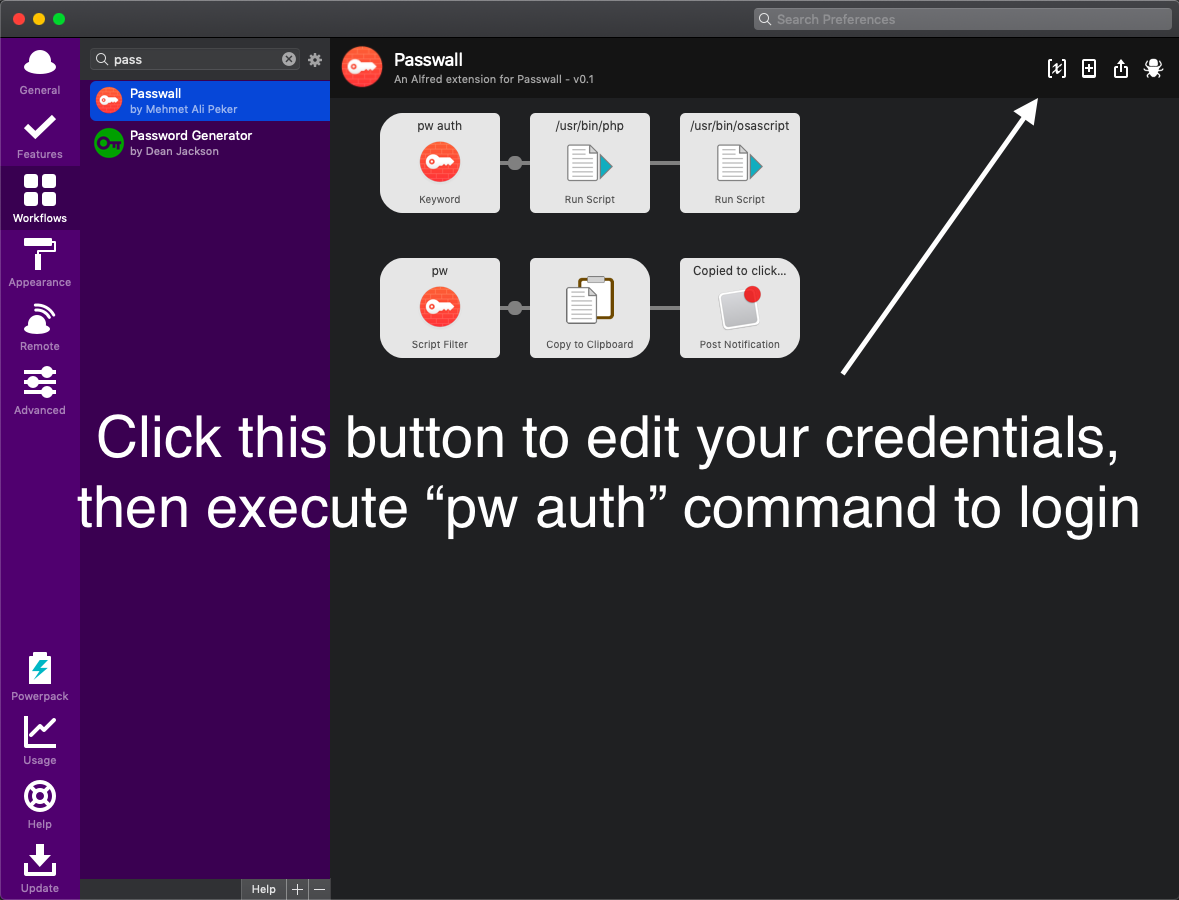 Search Preferences
General
Features
Workflows
Appearance
Remote
Advanced
Powerpack
Usage
Help
Update
pass
Passwall
by Mehmet Ali Peker
Password Generator
by Dean Jackson
Help
Passwall
An Alfred extension for Passwall - v0.1
[x]
pw auth
Keyword
/usr/bin/php
Run Script
/usr/bin/osascript
Run Script
pw
Script Filter
Copy to Clipboard
Copied to click...
Post Notification
Click this button to edit your credentials,
then execute “pw auth” command to login